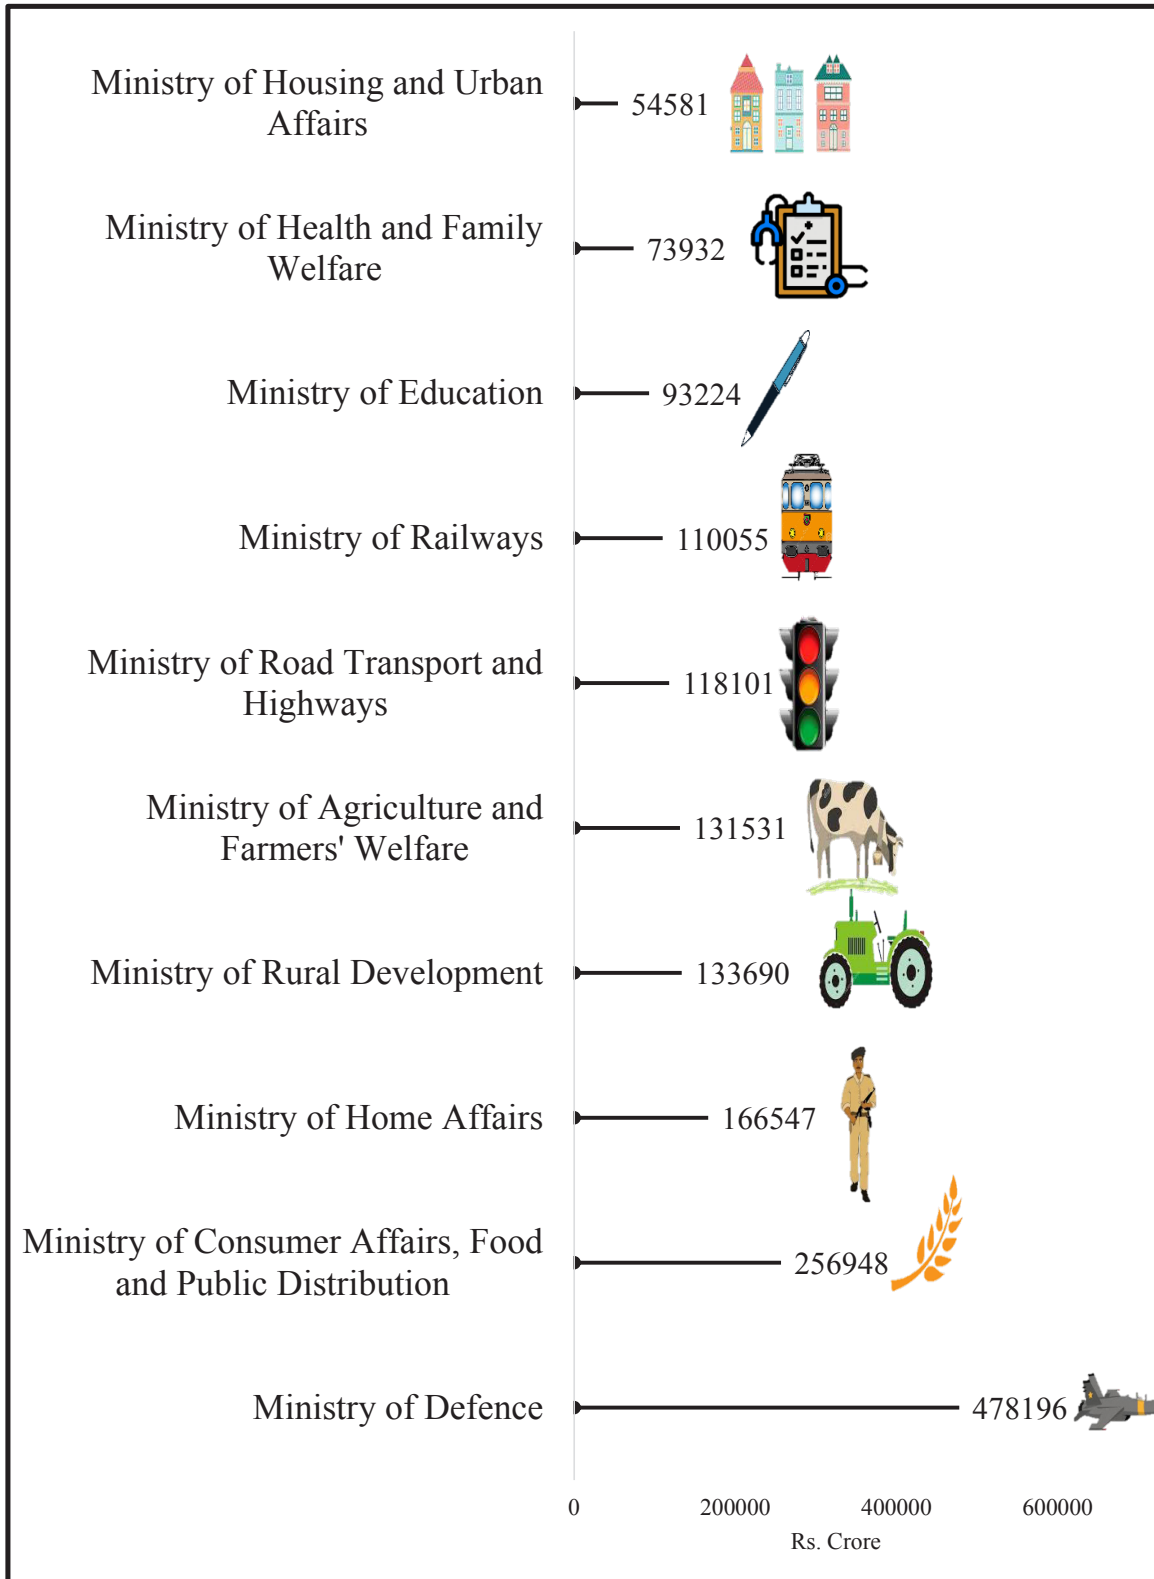 Ministry of Housing and Urban
Affairs
54581
Ministry of Health and Family
Welfare
73932
Ministry of Education
93224
Ministry of Railways
110055
Ministry of Road Transport and
Highways
118101
Ministry of Agriculture and
Farmers' Welfare
131531
Ministry of Rural Development
133690
Ministry of Home Affairs
166547
Ministry of Consumer Affairs, Food
and Public Distribution
256948
Ministry of Defence
478196
0 200000 400000 600000
Rs. Crore